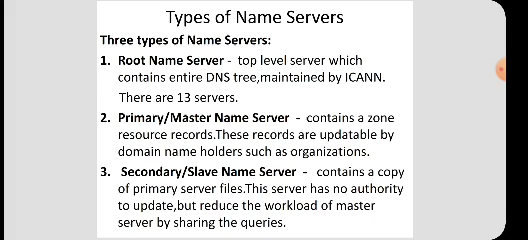 Types of Name Servers
Three types of Name Servers:
1. Root Name Server - top level server which
contains entire DNS tree,maintained by ICANN.
There are 13 servers.
2. Primary/Master Name Server - contains a zone
resource records.These records are updatable by
domain name holders such as organizations.
3. Secondary/Slave Name Server - contains a copy
of primary server files.This server has no authority
to update,but reduce the workload of master
server by sharing the queries.